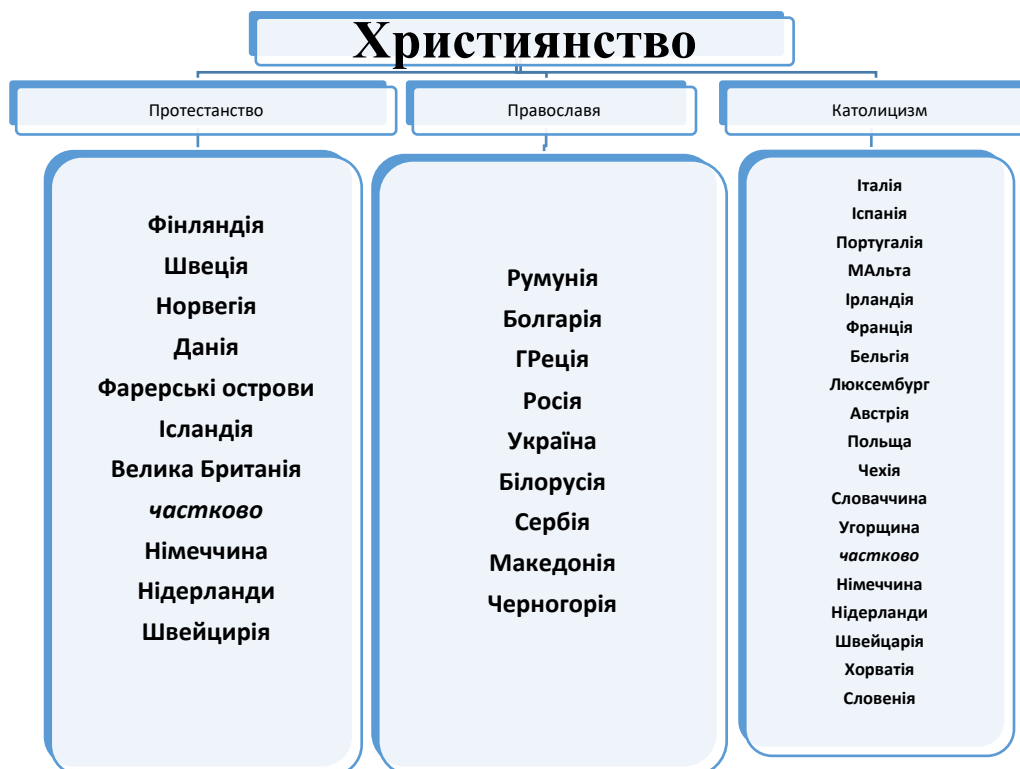 Християнство
Протестанство
Православя
Католицизм
Фінляндія
Швеція
Норвегія
Данія
Фарерські острови
Ісландія
Велика Британія
частково
Німеччина
Нідерланди
Швейцирія
Румунія
Болгарія
ГРеція
Росія
Україна
Білорусія
Сербія
Македонія
Черногорія
Італія
Іспанія
Португалія
МАльта
Ірландія
Франція
Бельгія
Люксембург
Австрія
Польща
Чехія
Словаччина
Угорщина
частково
Німеччина
Нідерланди
Швейцарія
Хорватія
Словенія